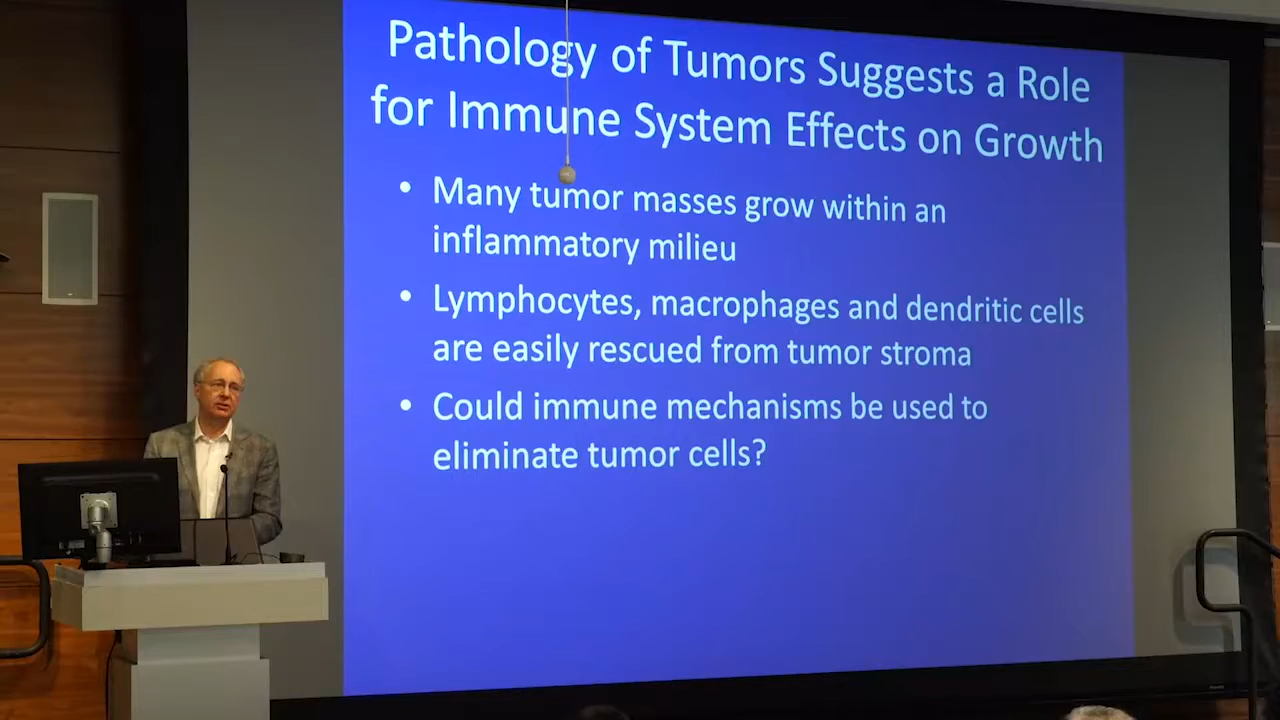 Pathology of Tumors Suggests a Role
for Immune System Effects on Growth
• Many tumor masses grow within an
inflammatory milieu
• Lymphocytes, macrophages and dendritic cells
are easily rescued from tumor stroma
• Could immune mechanisms be used to
eliminate tumor cells?